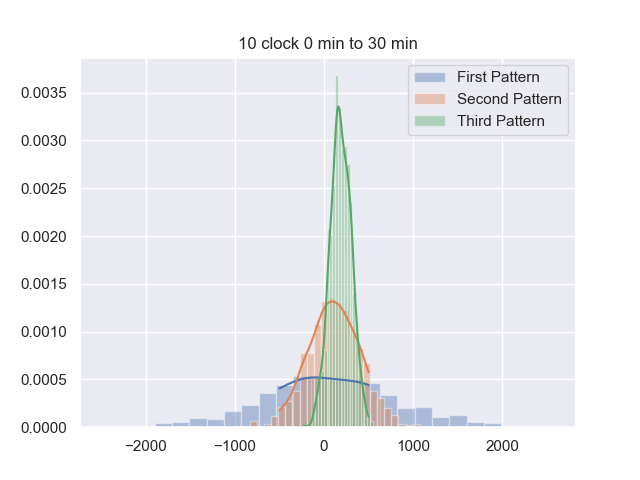 10 clock 0 min to 30 min
First Pattern
Second Pattern
Third Pattern
0.0035
0.0030
0.0025
0.0020
0.0015
0.0010
0.0005
0.0000
−2000 −1000 0 1000 2000